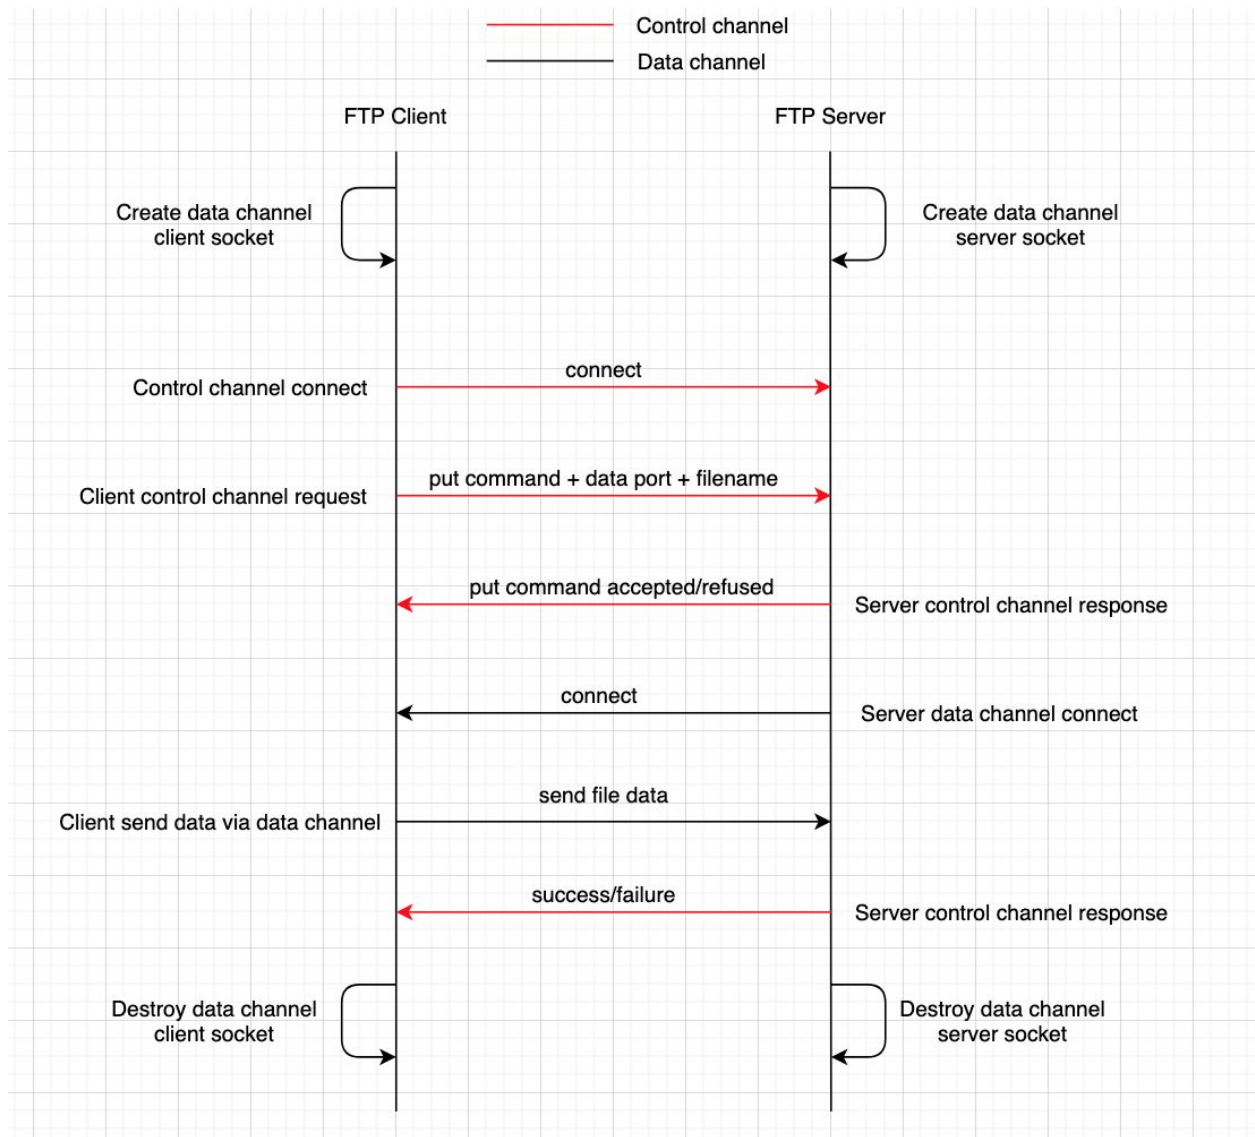 Control channel
Data channel
FTP Client
FTP Server
Create data channel
client socket
Create data channel
server socket
connect
Control channel connect
put command + data port + filename
Client control channel request
put command accepted/refused
Server control channel response
connect
Server data channel connect
send file data
Client send data via data channel
success/failure
Server control channel response
Destroy data channel
client socket
Destroy data channel
server socket